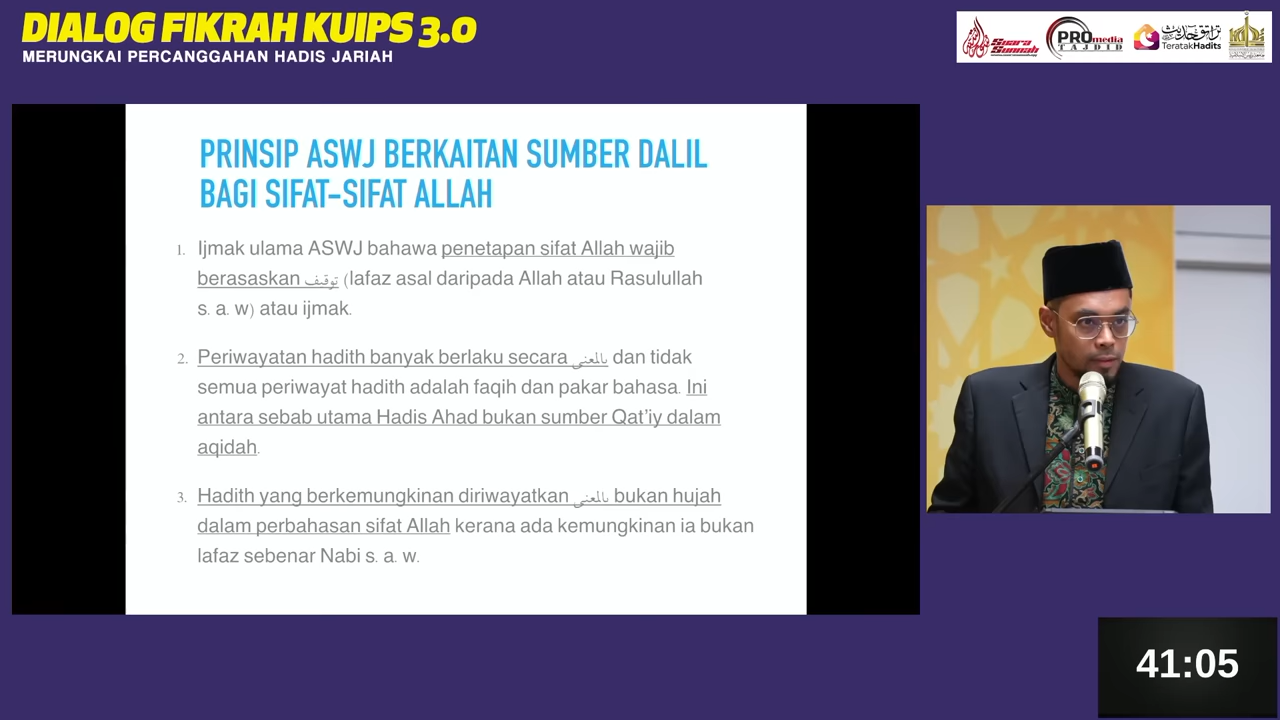 DIALOG FIKRAH KUIPS 3.0
MERUNGKAI PERCANGGAHAN HADIS JARIAH
Suara
Sunnah
PROmedia
TAJDID
TeratakHadits
PRINSIP ASWJ BERKAITAN SUMBER DALIL
BAGI SIFAT-SIFAT ALLAH
1. Ijmak ulama ASWJ bahawa penetapan sifat Allah wajib
berasaskan توقيف (lafaz asal daripada Allah atau Rasulullah
s. a. w) atau ijmak.
2. Periwayatan hadith banyak berlaku secara بالمعنى dan tidak
semua periwayat hadith adalah faqih dan pakar bahasa. Ini
antara sebab utama Hadis Ahad bukan sumber Qat'iy dalam
aqidah.
3. Hadith yang berkemungkinan diriwayatkan بالمعنى bukan hujah
dalam perbahasan sifat Allah kerana ada kemungkinan ia bukan
lafaz sebenar Nabi s. a. w.
41:05